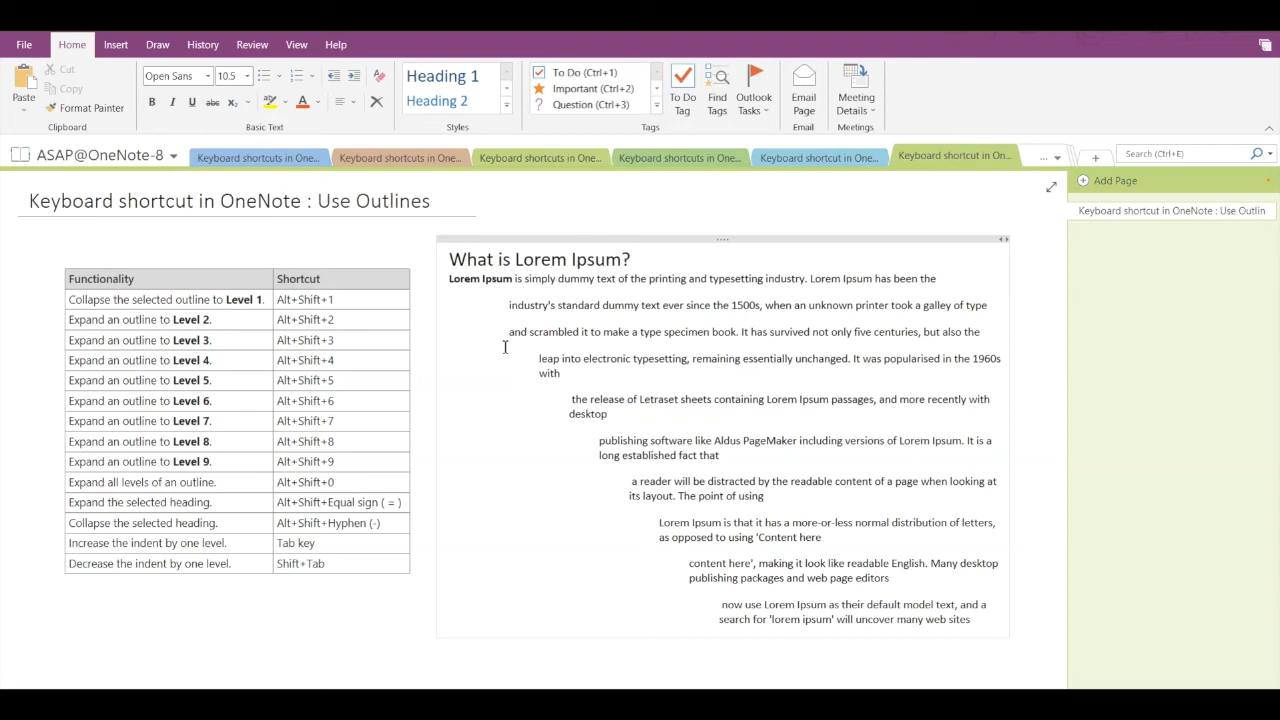 File Home Insert Draw History Review View Help
Paste
Cut
Copy
Format Painter
Clipboard
Open Sans 10.5
B I U abc x₂ A
Basic Text
Heading 1
Heading 2
Styles
To Do (Ctrl+1)
Important (Ctrl+2)
Question (Ctrl+3)
To Do Tag
Find Tags
Outlook Tasks
Tags
Email Page
Email
Meeting Details
Meetings
ASAP@OneNote-8
Keyboard shortcuts in One...
Keyboard shortcuts in One...
Keyboard shortcuts in One...
Keyboard shortcuts in One...
Keyboard shortcut in One...
Keyboard shortcut in On...
...
Search (Ctrl+E)
Add Page
Keyboard shortcut in OneNote : Use Outlin
Keyboard shortcut in OneNote : Use Outlines
Functionality Shortcut
Collapse the selected outline to Level 1. Alt+Shift+1
Expand an outline to Level 2. Alt+Shift+2
Expand an outline to Level 3. Alt+Shift+3
Expand an outline to Level 4. Alt+Shift+4
Expand an outline to Level 5. Alt+Shift+5
Expand an outline to Level 6. Alt+Shift+6
Expand an outline to Level 7. Alt+Shift+7
Expand an outline to Level 8. Alt+Shift+8
Expand an outline to Level 9. Alt+Shift+9
Expand all levels of an outline. Alt+Shift+0
Expand the selected heading. Alt+Shift+Equal sign ( = )
Collapse the selected heading. Alt+Shift+Hyphen (-)
Increase the indent by one level. Tab key
Decrease the indent by one level. Shift+Tab
What is Lorem Ipsum?
Lorem Ipsum is simply dummy text of the printing and typesetting industry. Lorem Ipsum has been the
industry's standard dummy text ever since the 1500s, when an unknown printer took a galley of type
and scrambled it to make a type specimen book. It has survived not only five centuries, but also the
leap into electronic typesetting, remaining essentially unchanged. It was popularised in the 1960s
with
the release of Letraset sheets containing Lorem Ipsum passages, and more recently with
desktop
publishing software like Aldus PageMaker including versions of Lorem Ipsum. It is a
long established fact that
a reader will be distracted by the readable content of a page when looking at
its layout. The point of using
Lorem Ipsum is that it has a more-or-less normal distribution of letters,
as opposed to using 'Content here
content here', making it look like readable English. Many desktop
publishing packages and web page editors
now use Lorem Ipsum as their default model text, and a
search for 'lorem ipsum' will uncover many web sites